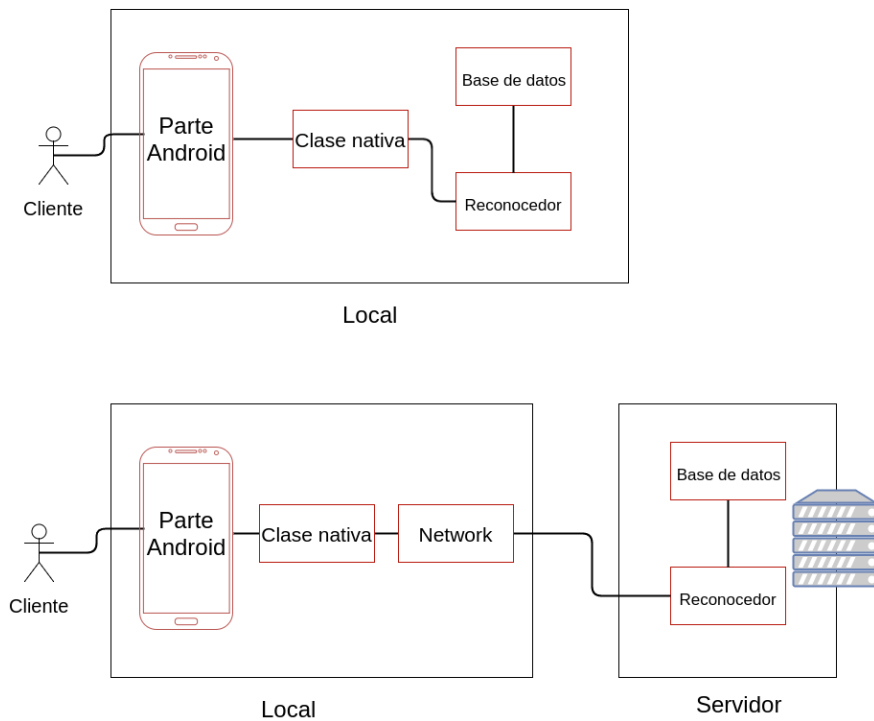 Base de datos
Parte
Android
Clase nativa
Reconocedor
Cliente
Local
Base de datos
Parte
Android
Clase nativa
Network
Reconocedor
Cliente
Local
Servidor